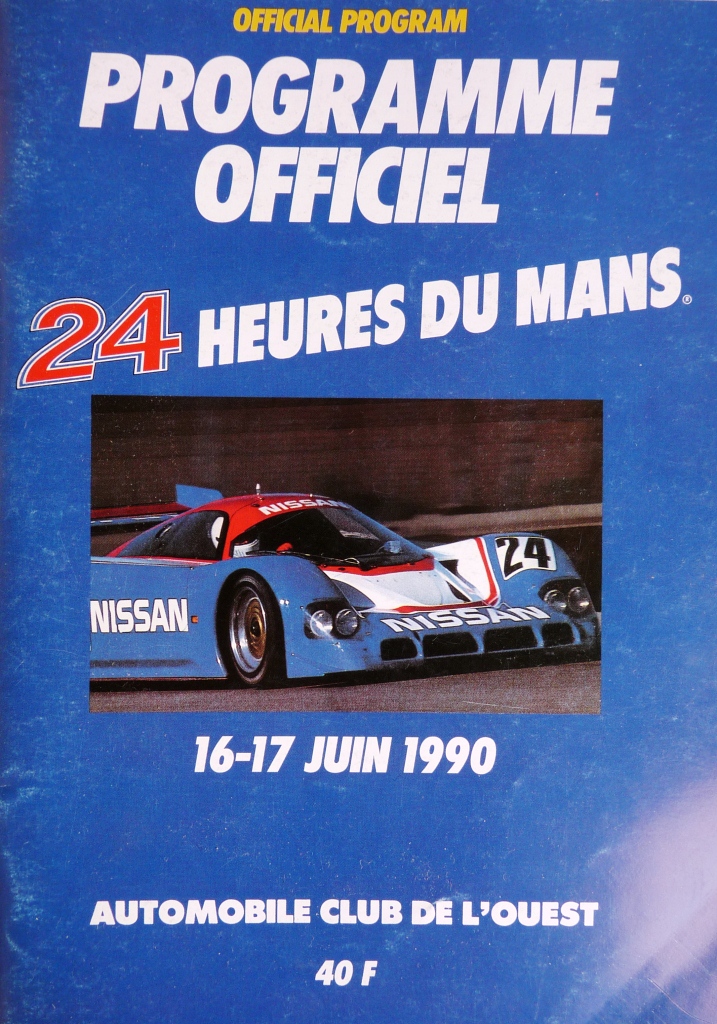 OFFICIAL PROGRAM
PROGRAMME
OFFICIEL
24 HEURES DU MANS®
NISSAN
24
NISSAN
NISSAN
16-17 JUIN 1990
AUTOMOBILE CLUB DE L'OUEST
40 F